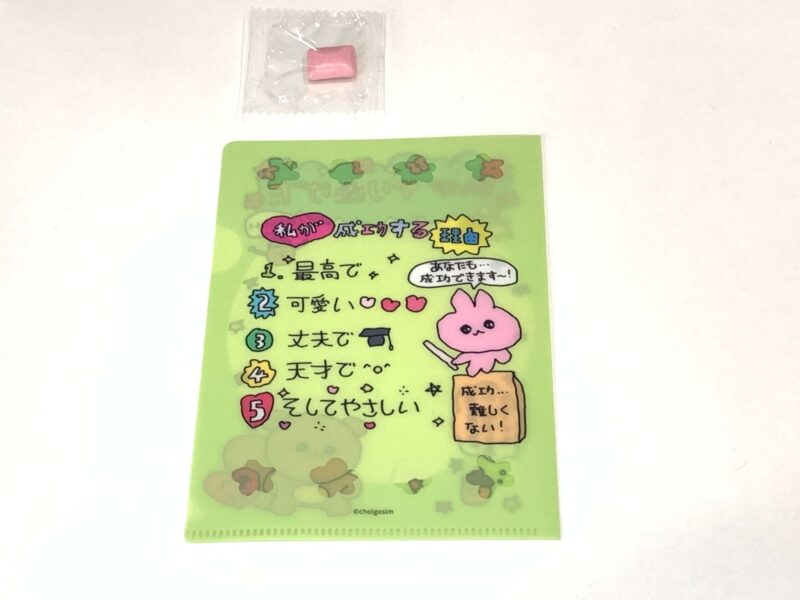 私が 成功する 理由
1. 最高で
2 可愛い
3 丈夫で
4 天才で ^o^
5 そしてやさしい
あなたも…
成功できます〜!
成功…
難しく
ない!
©choigosim